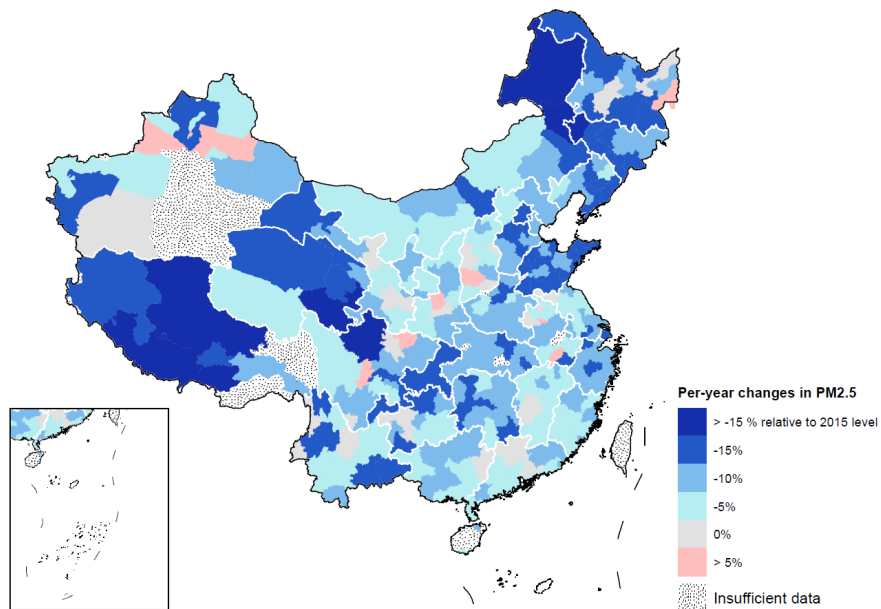 Per-year changes in PM2.5
> -15 % relative to 2015 level
-15%
-10%
-5%
0%
> 5%
Insufficient data